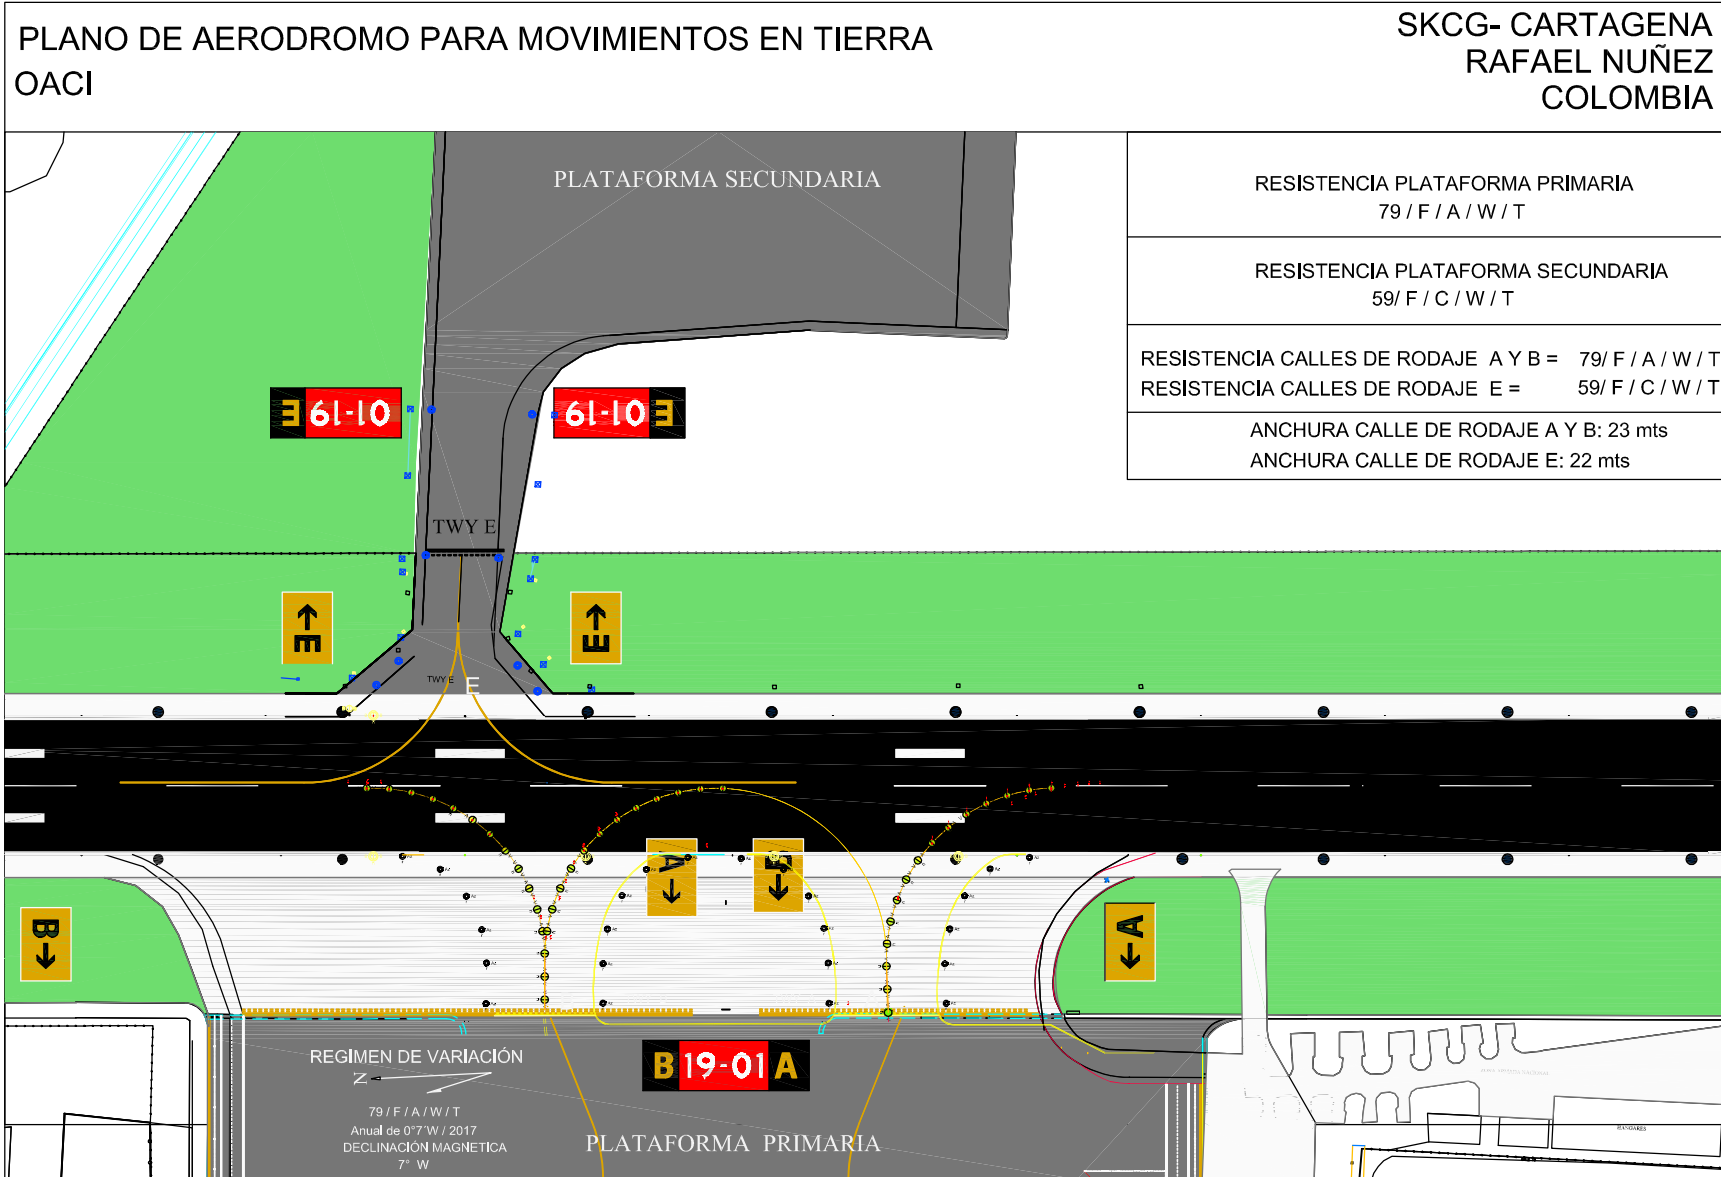 PLANO DE AERODROMO PARA MOVIMIENTOS EN TIERRA
OACI
SKCG- CARTAGENA
RAFAEL NUÑEZ
COLOMBIA
PLATAFORMA SECUNDARIA
RESISTENCIA PLATAFORMA PRIMARIA
79 / F / A / W / T
RESISTENCIA PLATAFORMA SECUNDARIA
59/ F / C / W / T
RESISTENCIA CALLES DE RODAJE A Y B = 79/ F / A / W / T
RESISTENCIA CALLES DE RODAJE E = 59/ F / C / W / T
ANCHURA CALLE DE RODAJE A Y B: 23 mts
ANCHURA CALLE DE RODAJE E: 22 mts
E 01-19
01-19 E
TWY E
E
E
TWY E
E
A
E
B
A
B 19-01 A
REGIMEN DE VARIACIÓN
N
79 / F / A / W / T
Anual de 0°7'W / 2017
DECLINACIÓN MAGNETICA
7° W
PLATAFORMA PRIMARIA
HANGARES